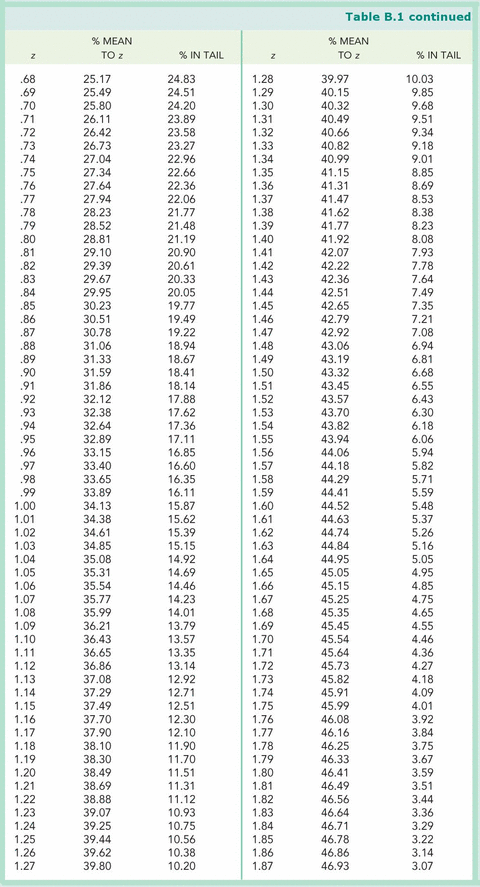 Table B.1 continued
% MEAN % MEAN
z TO z % IN TAIL z TO z % IN TAIL
.68 25.17 24.83 1.28 39.97 10.03
.69 25.49 24.51 1.29 40.15 9.85
.70 25.80 24.20 1.30 40.32 9.68
.71 26.11 23.89 1.31 40.49 9.51
.72 26.42 23.58 1.32 40.66 9.34
.73 26.73 23.27 1.33 40.82 9.18
.74 27.04 22.96 1.34 40.99 9.01
.75 27.34 22.66 1.35 41.15 8.85
.76 27.64 22.36 1.36 41.31 8.69
.77 27.94 22.06 1.37 41.47 8.53
.78 28.23 21.77 1.38 41.62 8.38
.79 28.52 21.48 1.39 41.77 8.23
.80 28.81 21.19 1.40 41.92 8.08
.81 29.10 20.90 1.41 42.07 7.93
.82 29.39 20.61 1.42 42.22 7.78
.83 29.67 20.33 1.43 42.36 7.64
.84 29.95 20.05 1.44 42.51 7.49
.85 30.23 19.77 1.45 42.65 7.35
.86 30.51 19.49 1.46 42.79 7.21
.87 30.78 19.22 1.47 42.92 7.08
.88 31.06 18.94 1.48 43.06 6.94
.89 31.33 18.67 1.49 43.19 6.81
.90 31.59 18.41 1.50 43.32 6.68
.91 31.86 18.14 1.51 43.45 6.55
.92 32.12 17.88 1.52 43.57 6.43
.93 32.38 17.62 1.53 43.70 6.30
.94 32.64 17.36 1.54 43.82 6.18
.95 32.89 17.11 1.55 43.94 6.06
.96 33.15 16.85 1.56 44.06 5.94
.97 33.40 16.60 1.57 44.18 5.82
.98 33.65 16.35 1.58 44.29 5.71
.99 33.89 16.11 1.59 44.41 5.59
1.00 34.13 15.87 1.60 44.52 5.48
1.01 34.38 15.62 1.61 44.63 5.37
1.02 34.61 15.39 1.62 44.74 5.26
1.03 34.85 15.15 1.63 44.84 5.16
1.04 35.08 14.92 1.64 44.95 5.05
1.05 35.31 14.69 1.65 45.05 4.95
1.06 35.54 14.46 1.66 45.15 4.85
1.07 35.77 14.23 1.67 45.25 4.75
1.08 35.99 14.01 1.68 45.35 4.65
1.09 36.21 13.79 1.69 45.45 4.55
1.10 36.43 13.57 1.70 45.54 4.46
1.11 36.65 13.35 1.71 45.64 4.36
1.12 36.86 13.14 1.72 45.73 4.27
1.13 37.08 12.92 1.73 45.82 4.18
1.14 37.29 12.71 1.74 45.91 4.09
1.15 37.49 12.51 1.75 45.99 4.01
1.16 37.70 12.30 1.76 46.08 3.92
1.17 37.90 12.10 1.77 46.16 3.84
1.18 38.10 11.90 1.78 46.25 3.75
1.19 38.30 11.70 1.79 46.33 3.67
1.20 38.49 11.51 1.80 46.41 3.59
1.21 38.69 11.31 1.81 46.49 3.51
1.22 38.88 11.12 1.82 46.56 3.44
1.23 39.07 10.93 1.83 46.64 3.36
1.24 39.25 10.75 1.84 46.71 3.29
1.25 39.44 10.56 1.85 46.78 3.22
1.26 39.62 10.38 1.86 46.86 3.14
1.27 39.80 10.20 1.87 46.93 3.07